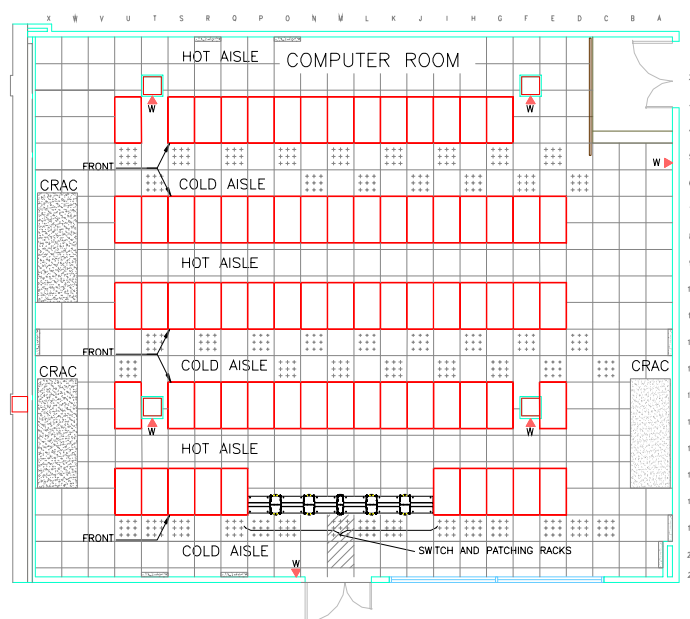 X W V U T S R Q P O N M L K J I H G F E D C B A
HOT AISLE
COMPUTER ROOM
W
W
W
FRONT
CRAC
COLD AISLE
HOT AISLE
FRONT
CRAC
COLD AISLE
CRAC
W
W
HOT AISLE
FRONT
COLD AISLE
SWITCH AND PATCHING RACKS
W